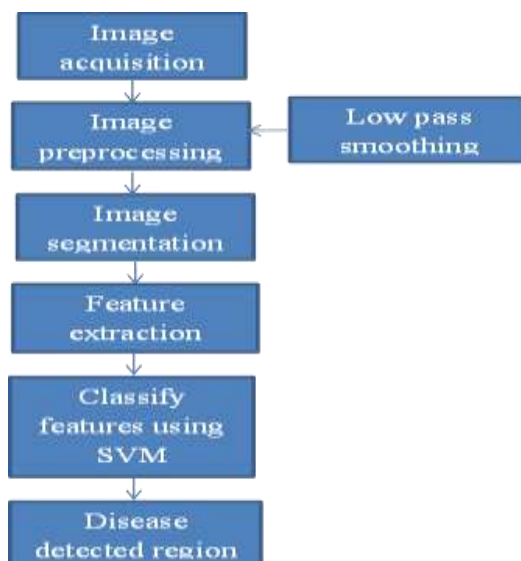 Image
acquisition
Image
preprocessing
Low pass
smoothing
Image
segmentation
Feature
extraction
Classify
features using
SVM
Disease
detected region